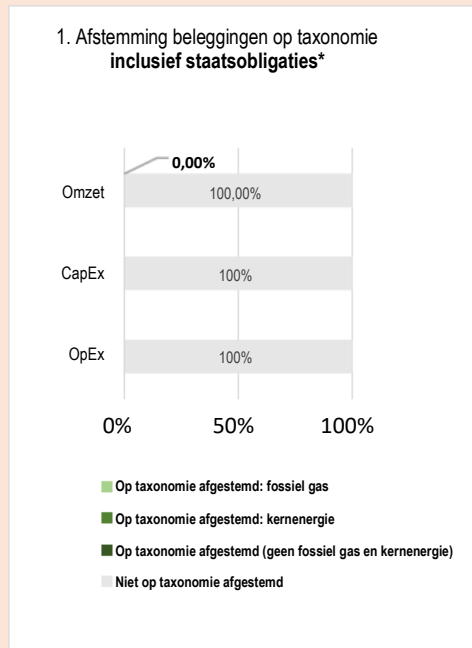 1. Afstemming beleggingen op taxonomie
inclusief staatsobligaties*
0,00%
Omzet
100,00%
CapEx
100%
OpEx
100%
0%
50%
100%
Op taxonomie afgestemd: fossiel gas
Op taxonomie afgestemd: kernenergie
Op taxonomie afgestemd (geen fossiel gas en kernenergie)
Niet op taxonomie afgestemd